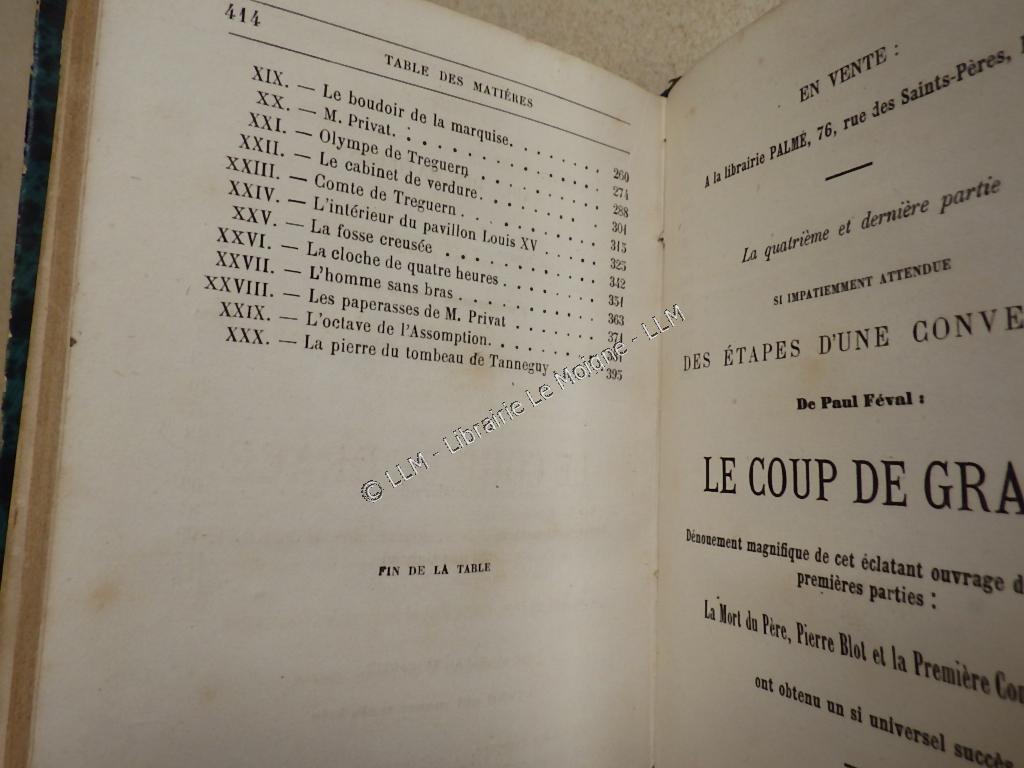 414
TABLE DES MATIÈRES
XIX. — Le boudoir de la marquise. . . . . . . . 260
XX. — M. Privat. . . . . . . . . . . . . 274
XXI. — Olympe de Treguern . . . . . . . . . 288
XXII. — Le cabinet de verdure. . . . . . . . 301
XXIII. — Comte de Treguern . . . . . . . . . 315
XXIV. — L'intérieur du pavillon Louis XV . . . . 325
XXV. — La fosse creusée . . . . . . . . . . 342
XXVI. — La cloche de quatre heures . . . . . . 351
XXVII. — L'homme sans bras . . . . . . . . . 363
XXVIII. — Les paperasses de M. Privat . . . . . 371
XXIX. — L'octave de l'Assomption. . . . . . .
XXX. — La pierre du tombeau de Tanneguy . . . 395
FIN DE LA TABLE
© LLM - Librairie Le Moigne - LLM
EN VENTE :
A la librairie PALMÉ, 76, rue des Saints-Pères,
La quatrième et dernière partie
SI IMPATIEMMENT ATTENDUE
DES ÉTAPES D'UNE CONVE
De Paul Féval :
LE COUP DE GRA
Dénouement magnifique de cet éclatant ouvrage d
premières parties :
La Mort du Père, Pierre Blot et la Première Co
ont obtenu un si universel succès